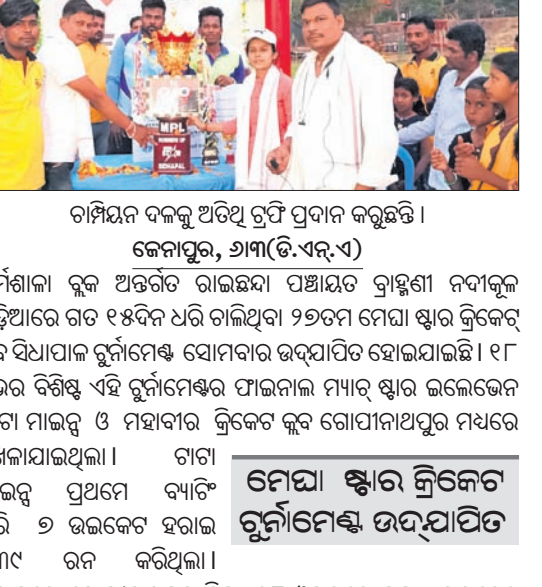 MPL
ଚାମ୍ପିୟନ ଦଳକୁ ଅତିଥି ଟ୍ରଫି ପ୍ରଦାନ କରୁଛନ୍ତି ।
ଜେନାପୁର, ୬ା୩(ଡି.ଏନ୍.ଏ)
ର୍ମଶାଳା ବ୍ଲକ ଅନ୍ତର୍ଗତ ରାଇଛନ୍ଦା ପଞ୍ଚାୟତ ବ୍ରାହ୍ମଣୀ ନଦୀକୂଳ
ଡ଼ିଆରେ ଗତ ୧୫ଦିନ ଧରି ଚାଲିଥିବା ୨୭ତମ ମେଘା ଷ୍ଟାର କ୍ରିକେଟ୍
ବ ସିଧାପାଳ ଟୁର୍ନାମେଣ୍ଟ ସୋମବାର ଉଦ୍‌ଯାପିତ ହୋଇଯାଇଛି । ୧୮
ଭର ବିଶିଷ୍ଟ ଏହି ଟୁର୍ନାମେଣ୍ଟର ଫାଇନାଲ ମ୍ୟାଚ୍ ଷ୍ଟାର ଇଲେଭେନ
ଟା ମାଇନ୍ସ ଓ ମହାବୀର କ୍ରିକେଟ କ୍ଲବ ଗୋପୀନାଥପୁର ମଧ୍ୟରେ
ଖେଳାଯାଇଥିଲା । ଟାଟା
ଇନ୍ସ ପ୍ରଥମେ ବ୍ୟାଟିଂ
ରି ୭ ଉଇକେଟ ହରାଇ
୩୯ ରନ କରିଥିଲା ।
ମେଘା ଷ୍ଟାର କ୍ରିକେଟ
ଟୁର୍ନାମେଣ୍ଟ ଉଦ୍‌ଯାପିତ